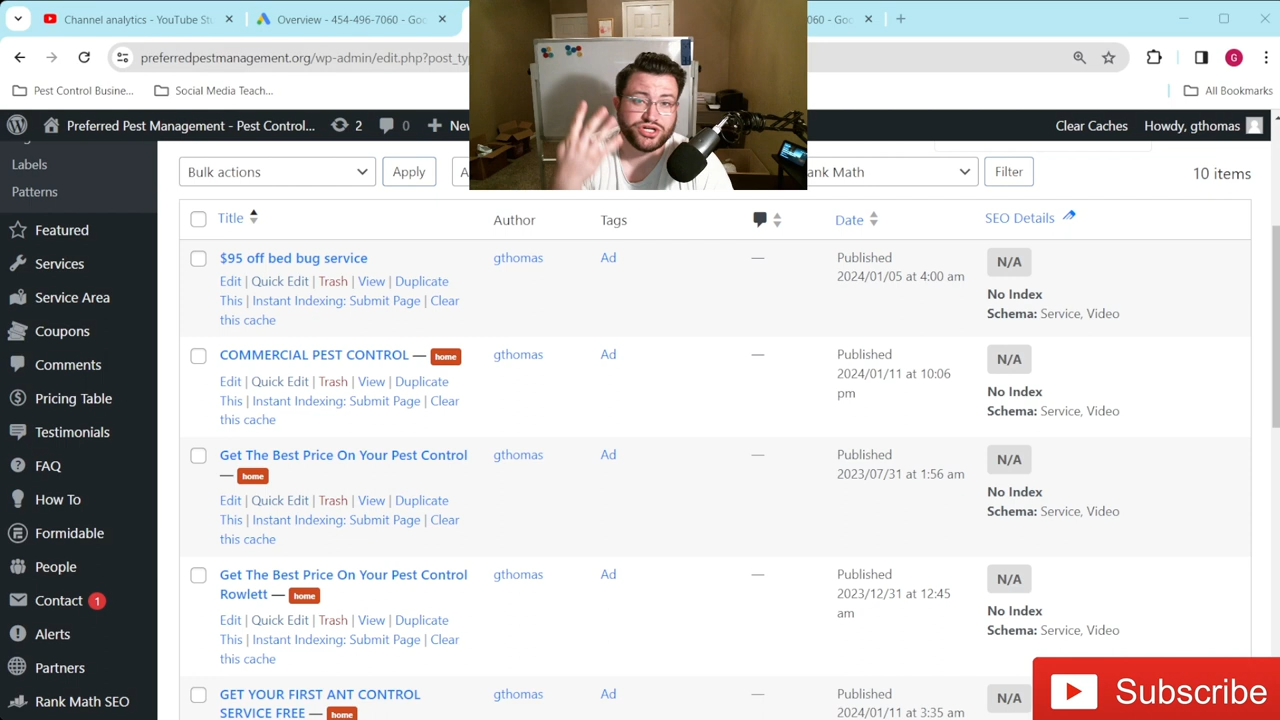 Channel analytics - YouTube Stu
Overview - 454-496-7060 - Goo
060 - Goo
preferredpestmanagement.org/wp-admin/edit.php?post_typ
G
Pest Control Busine...
Social Media Teach...
All Bookmarks
Preferred Pest Management - Pest Control...
2
0
New
Clear Caches
Howdy, gthomas
Labels
Patterns
Featured
Services
Service Area
Coupons
Comments
Pricing Table
Testimonials
FAQ
How To
Formidable
People
Contact 1
Alerts
Partners
Rank Math SEO
Bulk actions
Apply
A
ank Math
Filter
10 items
Title
Author
Tags
Date
SEO Details
$95 off bed bug service
Edit | Quick Edit | Trash | View | Duplicate
This | Instant Indexing: Submit Page | Clear
this cache
gthomas
Ad
—
Published
2024/01/05 at 4:00 am
N/A
No Index
Schema: Service, Video
COMMERCIAL PEST CONTROL — home
Edit | Quick Edit | Trash | View | Duplicate
This | Instant Indexing: Submit Page | Clear
this cache
gthomas
Ad
—
Published
2024/01/11 at 10:06
pm
N/A
No Index
Schema: Service, Video
Get The Best Price On Your Pest Control
— home
Edit | Quick Edit | Trash | View | Duplicate
This | Instant Indexing: Submit Page | Clear
this cache
gthomas
Ad
—
Published
2023/07/31 at 1:56 am
N/A
No Index
Schema: Service, Video
Get The Best Price On Your Pest Control
Rowlett — home
Edit | Quick Edit | Trash | View | Duplicate
This | Instant Indexing: Submit Page | Clear
this cache
gthomas
Ad
—
Published
2023/12/31 at 12:45
am
N/A
No Index
Schema: Service, Video
GET YOUR FIRST ANT CONTROL
SERVICE FREE — home
gthomas
Ad
—
Published
2024/01/11 at 3:35 am
N/A
Subscribe